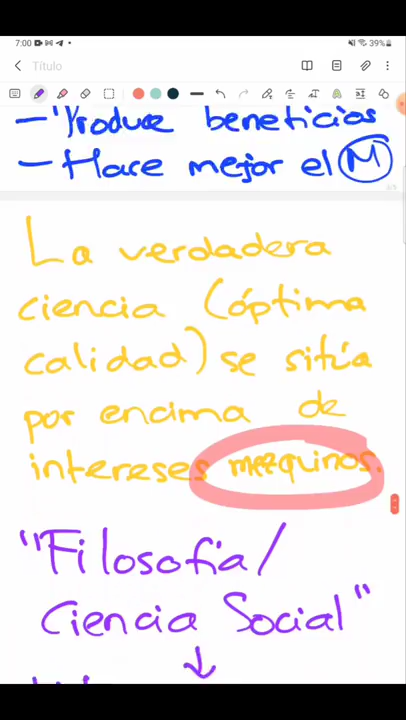 7:00 39%
Título
– Produce beneficios
– Hace mejor el M
La verdadera
ciencia (óptima
calidad) se sitúa
por encima de
intereses mezquinos.
"Filosofía/
Ciencia Social"